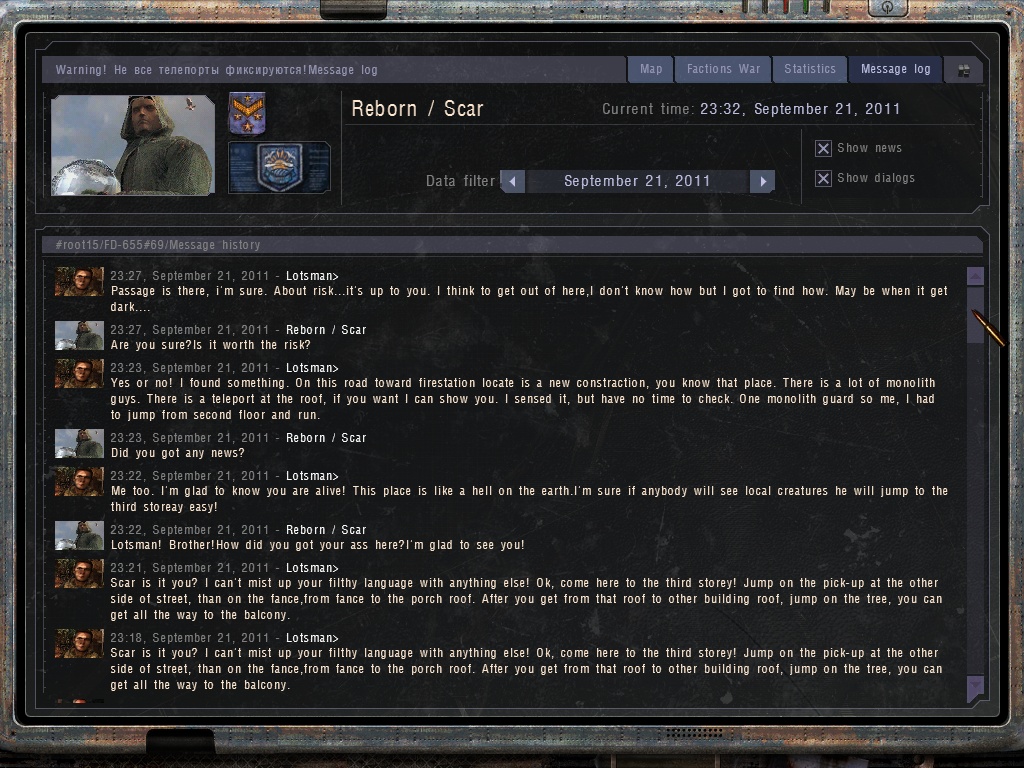 Warning! Не все телепорты фиксируются!Message log
Map
Factions War
Statistics
Message log
Reborn / Scar
Current time: 23:32, September 21, 2011
Show news
Data filter
September 21, 2011
Show dialogs
#root15/FD-655#69/Message history
23:27, September 21, 2011 - Lotsman>
Passage is there, i'm sure. About risk...it's up to you. I think to get out of here,I don't know how but I got to find how. May be when it get
dark....
23:27, September 21, 2011 - Reborn / Scar
Are you sure?Is it worth the risk?
23:23, September 21, 2011 - Lotsman>
Yes or no! I found something. On this road toward firestation locate is a new constraction, you know that place. There is a lot of monolith
guys. There is a teleport at the roof, if you want I can show you. I sensed it, but have no time to check. One monolith guard so me, I had
to jump from second floor and run.
23:23, September 21, 2011 - Reborn / Scar
Did you got any news?
23:22, September 21, 2011 - Lotsman>
Me too. I'm glad to know you are alive! This place is like a hell on the earth.I'm sure if anybody will see local creatures he will jump to the
third storeay easy!
23:22, September 21, 2011 - Reborn / Scar
Lotsman! Brother!How did you got your ass here?I'm glad to see you!
23:21, September 21, 2011 - Lotsman>
Scar is it you? I can't mist up your filthy language with anything else! Ok, come here to the third storey! Jump on the pick-up at the other
side of street, than on the fance,from fance to the porch roof. After you get from that roof to other building roof, jump on the tree, you can
get all the way to the balcony.
23:18, September 21, 2011 - Lotsman>
Scar is it you? I can't mist up your filthy language with anything else! Ok, come here to the third storey! Jump on the pick-up at the other
side of street, than on the fance,from fance to the porch roof. After you get from that roof to other building roof, jump on the tree, you can
get all the way to the balcony.